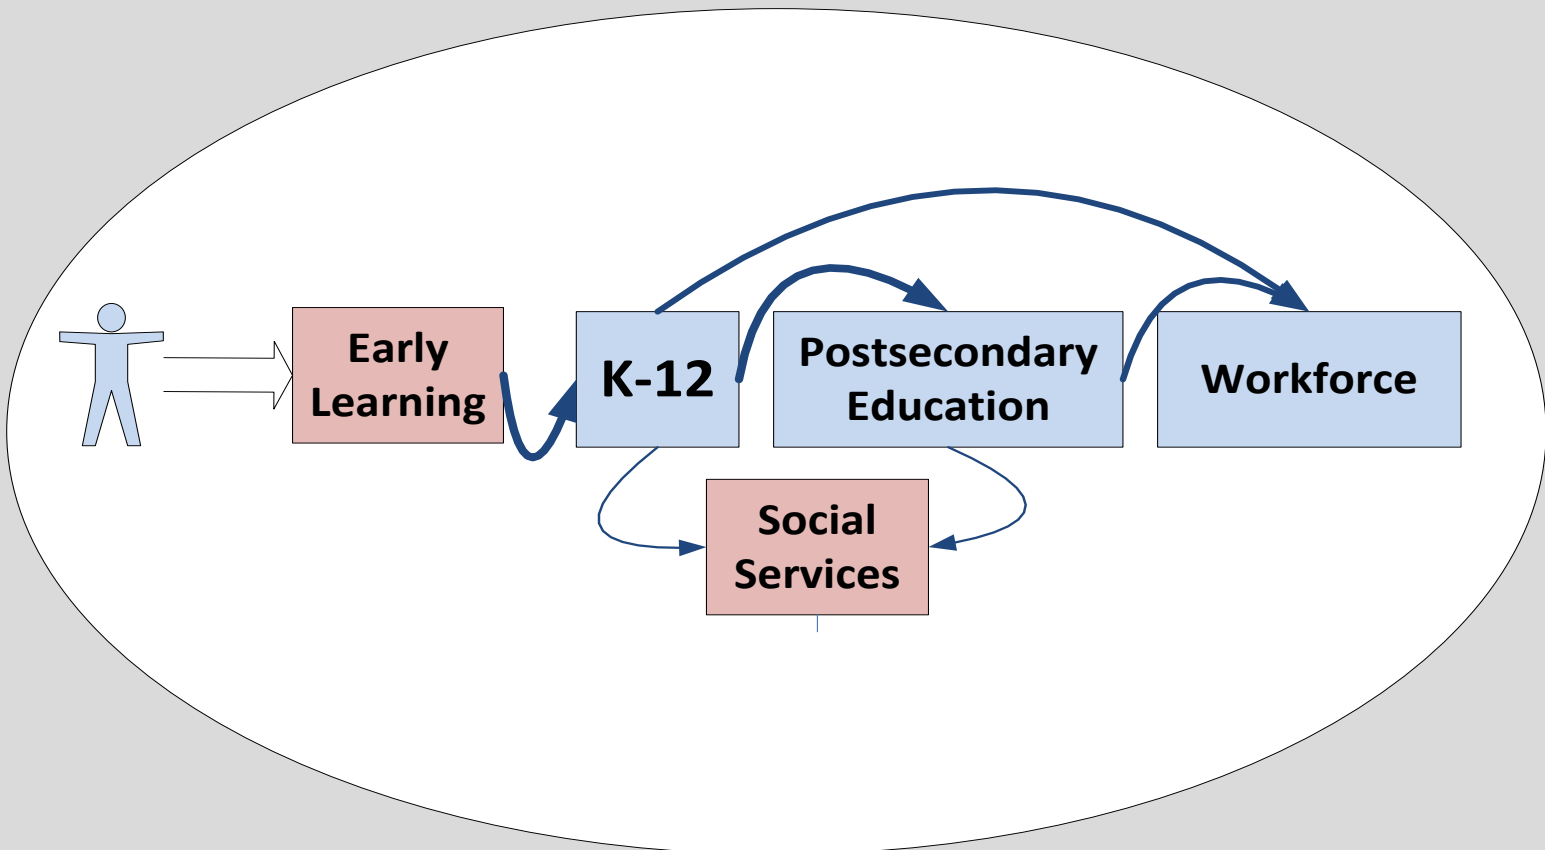 Early
Learning
K-12
Postsecondary
Education
Workforce
Social
Services